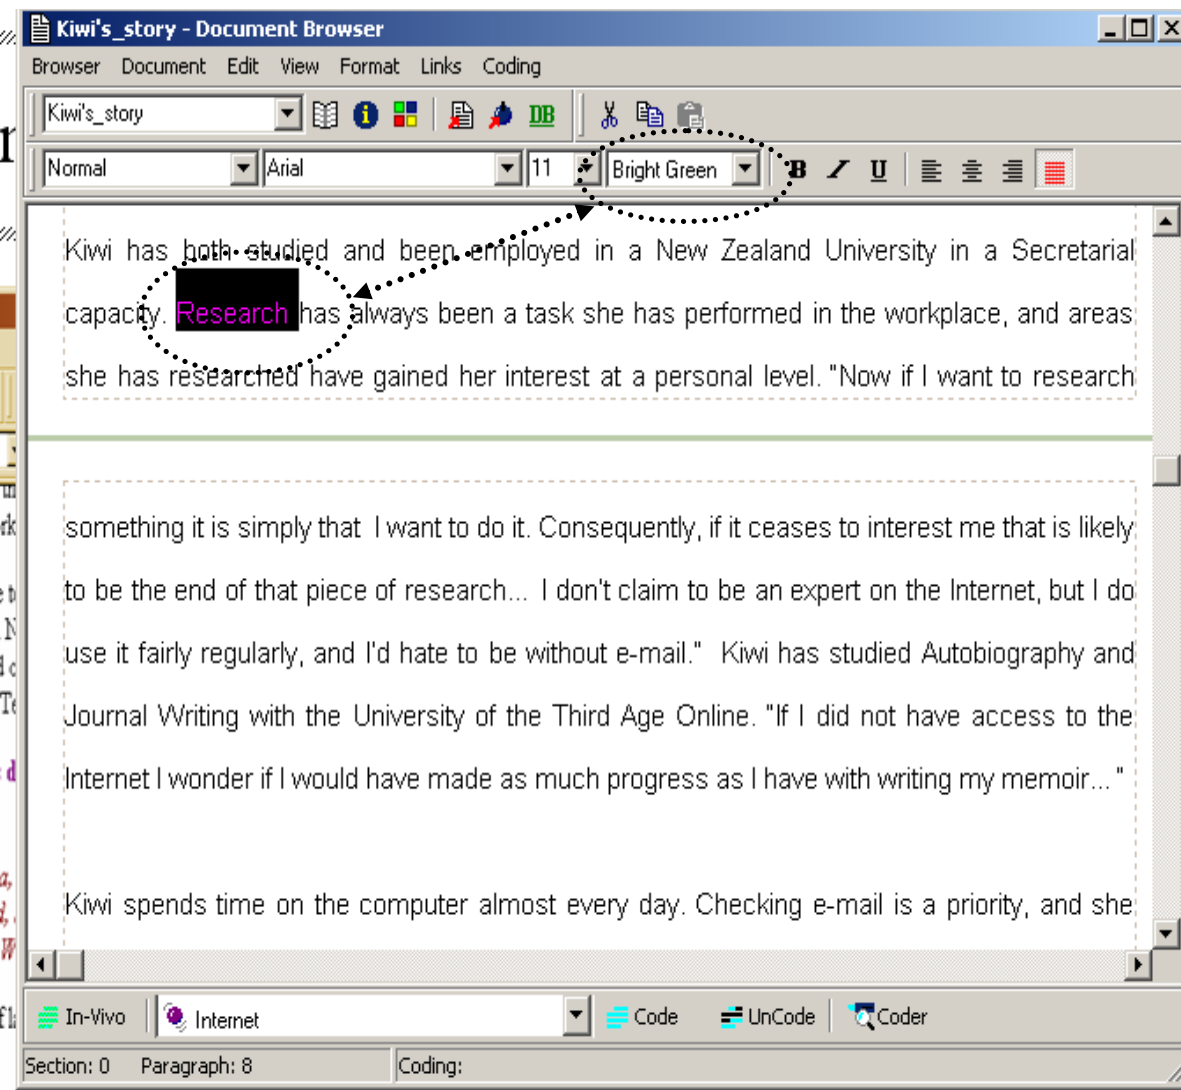 Kiwi's_story - Document Browser
Browser Document Edit View Format Links Coding
Kiwi's_story DB
Normal Arial 11 Bright Green B I U
Kiwi has both studied and been employed in a New Zealand University in a Secretarial
capacity. Research has always been a task she has performed in the workplace, and areas
she has researched have gained her interest at a personal level. "Now if I want to research
something it is simply that I want to do it. Consequently, if it ceases to interest me that is likely
to be the end of that piece of research... I don't claim to be an expert on the Internet, but I do
use it fairly regularly, and I'd hate to be without e-mail." Kiwi has studied Autobiography and
Journal Writing with the University of the Third Age Online. "If I did not have access to the
Internet I wonder if I would have made as much progress as I have with writing my memoir... "
Kiwi spends time on the computer almost every day. Checking e-mail is a priority, and she
In-Vivo Internet Code UnCode Coder
Section: 0 Paragraph: 8 Coding: